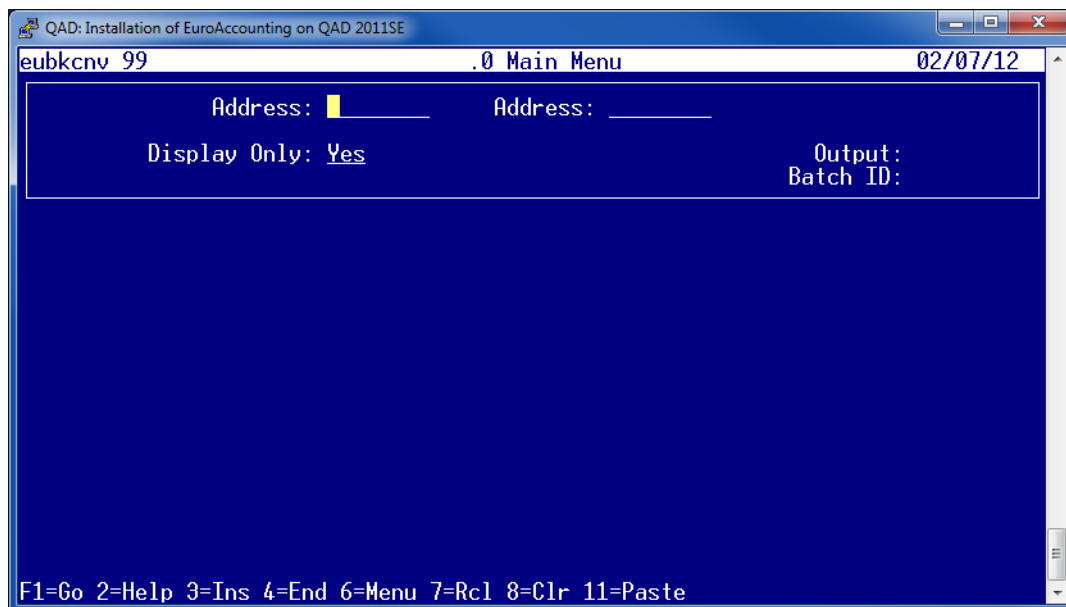 QAD: Installation of EuroAccounting on QAD 2011SE
eubkcnv 99 .0 Main Menu 02/07/12
Address: ________ Address: ________
Display Only: Yes Output:
Batch ID:
F1=Go 2=Help 3=Ins 4=End 6=Menu 7=Rcl 8=Clr 11=Paste